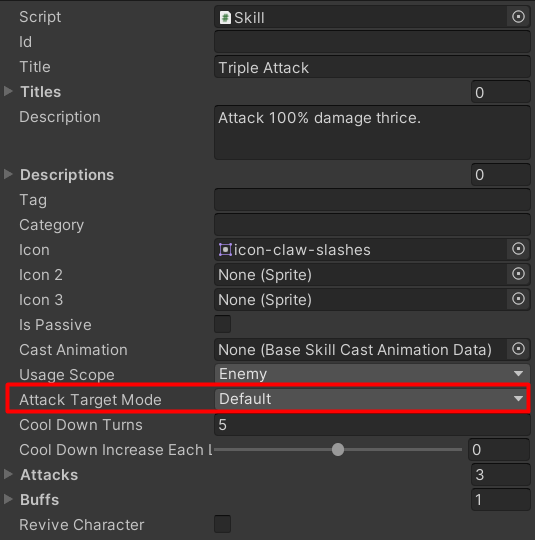 Script Skill
Id
Title Triple Attack
Titles 0
Description Attack 100% damage thrice.
Descriptions 0
Tag
Category
Icon icon-claw-slashes
Icon 2 None (Sprite)
Icon 3 None (Sprite)
Is Passive
Cast Animation None (Base Skill Cast Animation Data)
Usage Scope Enemy
Attack Target Mode Default
Cool Down Turns 5
Cool Down Increase Each 0
Attacks 3
Buffs 1
Revive Character